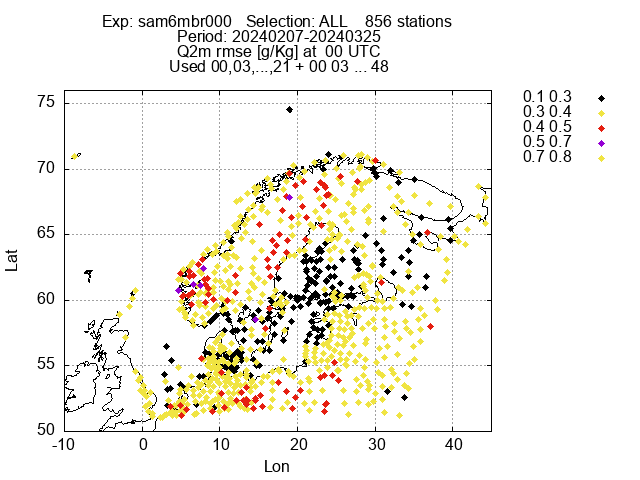 Exp: sam6mbr000   Selection: ALL    856 stations
Period: 20240207-20240325
Q2m rmse [g/Kg] at  00 UTC
Used 00,03,...,21 + 00 03 ... 48
0.1 0.3
0.3 0.4
0.4 0.5
0.5 0.7
0.7 0.8
75
70
65
60
55
50
Lat
-10 0 10 20 30 40
Lon